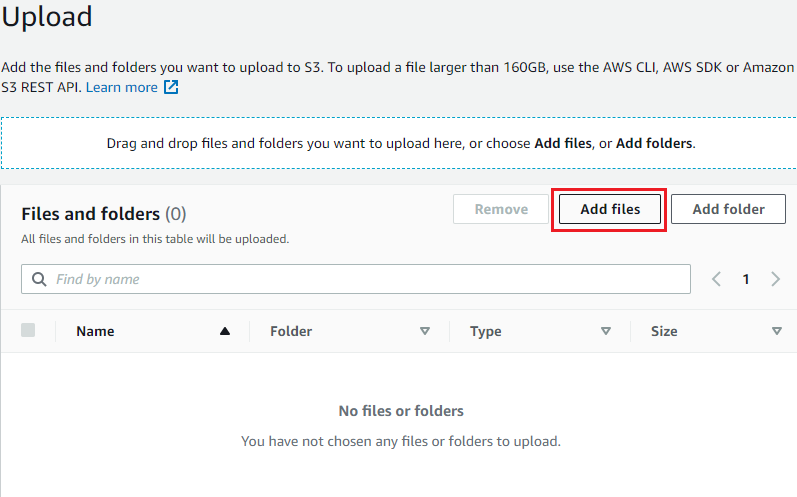 Upload
Add the files and folders you want to upload to S3. To upload a file larger than 160GB, use the AWS CLI, AWS SDK or Amazon
S3 REST API. Learn more
Drag and drop files and folders you want to upload here, or choose Add files, or Add folders.
Files and folders (0)
Remove
Add files
Add folder
All files and folders in this table will be uploaded.
Find by name
1
Name
Folder
Type
Size
No files or folders
You have not chosen any files or folders to upload.